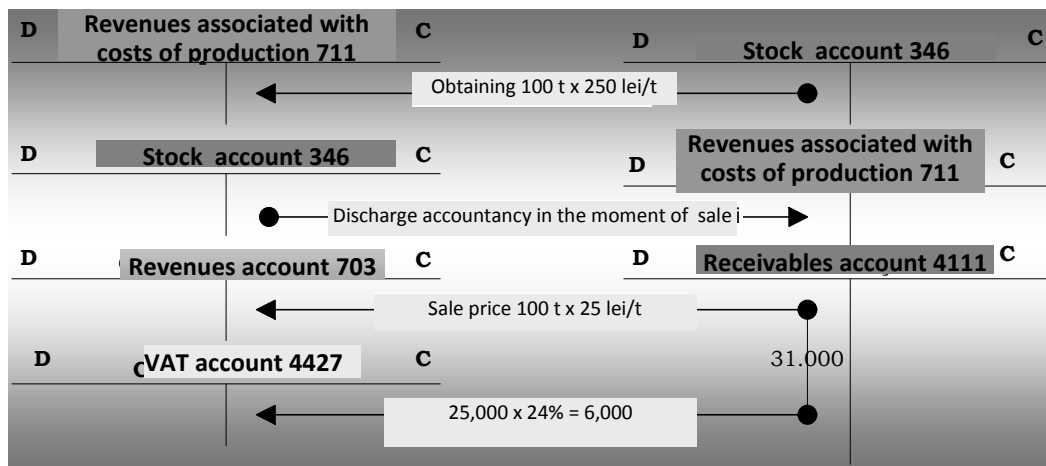 D Revenues associated with costs of production 711 C
D Stock account 346 C
Obtaining 100 t x 250 lei/t
D Stock account 346 C
D Revenues associated with costs of production 711 C
Discharge accountancy in the moment of sale i
D Revenues account 703 C
D Receivables account 4111 C
Sale price 100 t x 25 lei/t
D C VAT account 4427 C
31.000
25,000 x 24% = 6,000